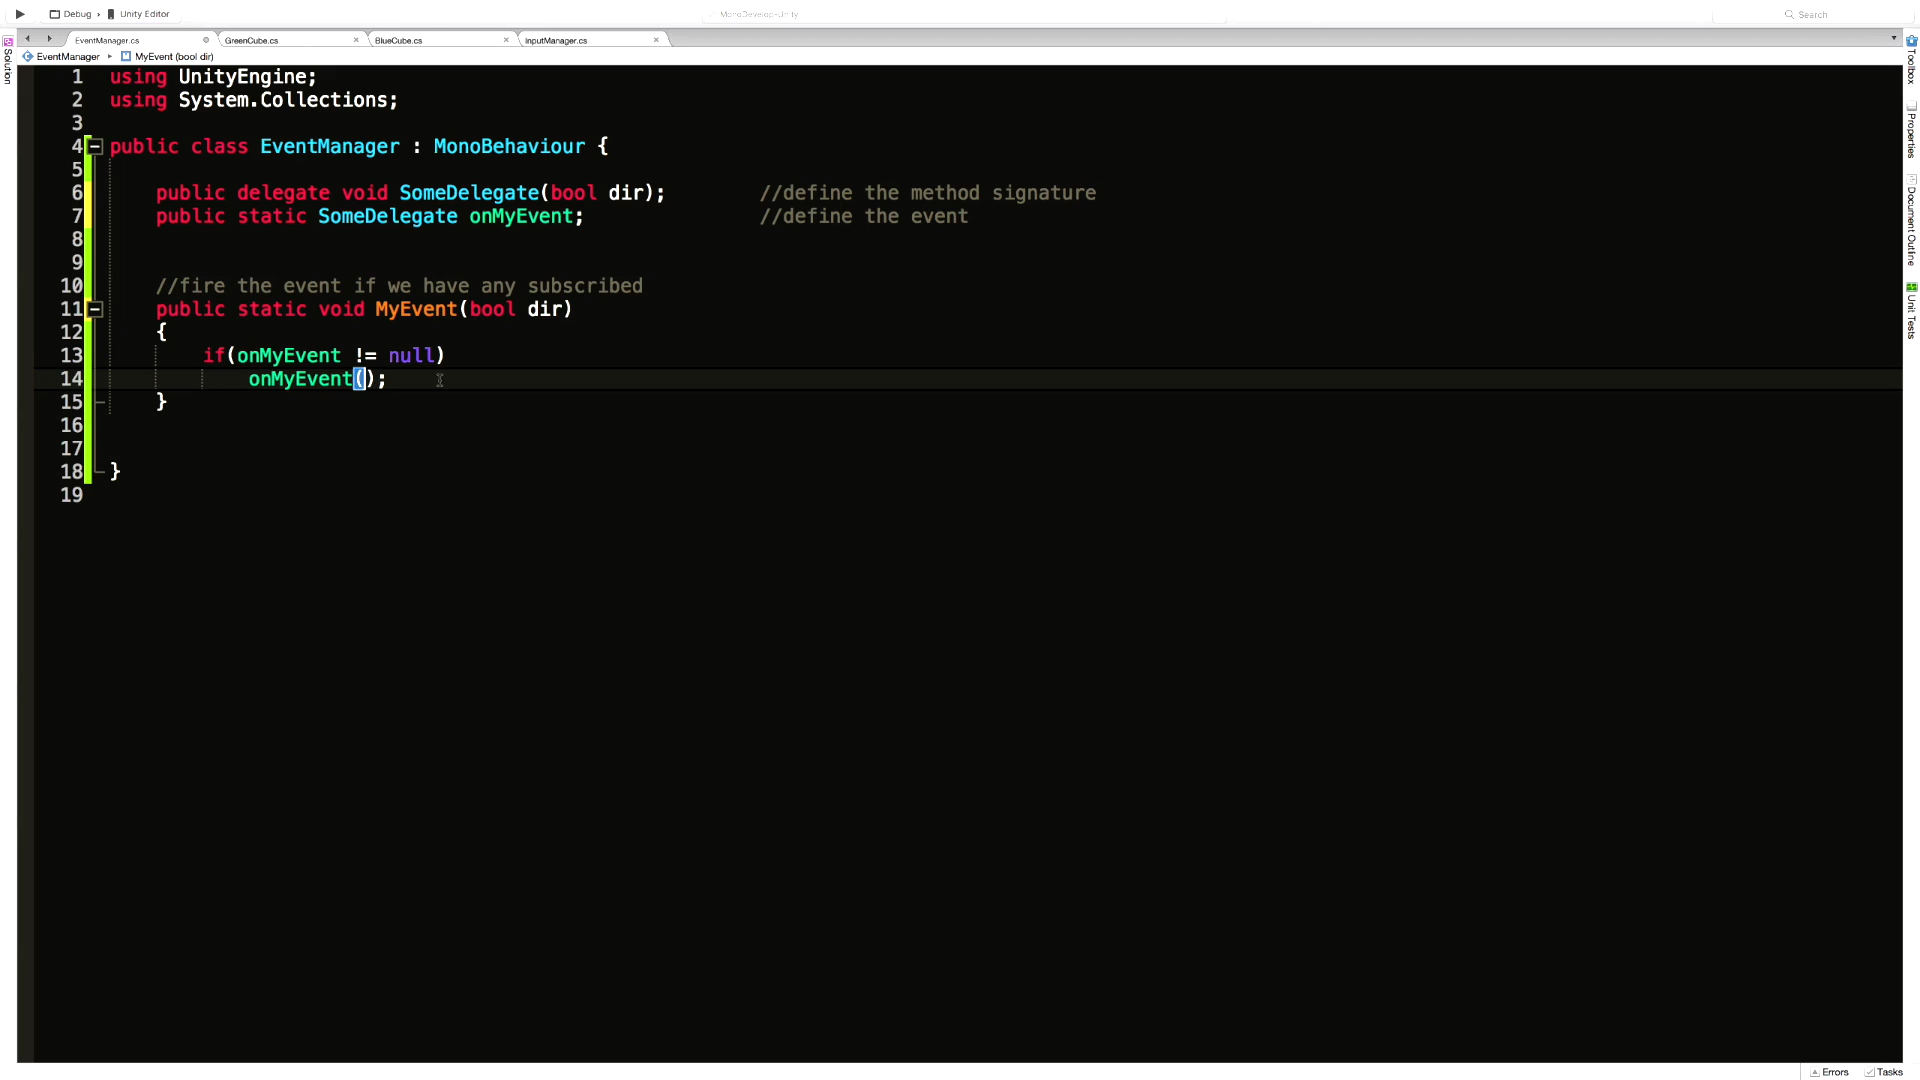 Debug › Unity Editor
MonoDevelop-Unity
Search
EventManager.cs GreenCube.cs BlueCube.cs InputManager.cs
EventManager MyEvent (bool dir)
Solution
Toolbox
Properties
Document Outline
Unit Tests
1 using UnityEngine;
2 using System.Collections;
3
4 public class EventManager : MonoBehaviour {
5
6 public delegate void SomeDelegate(bool dir); //define the method signature
7 public static SomeDelegate onMyEvent; //define the event
8
9
10 //fire the event if we have any subscribed
11 public static void MyEvent(bool dir)
12 {
13 if(onMyEvent != null)
14 onMyEvent();
15 }
16
17
18 }
19
Errors Tasks